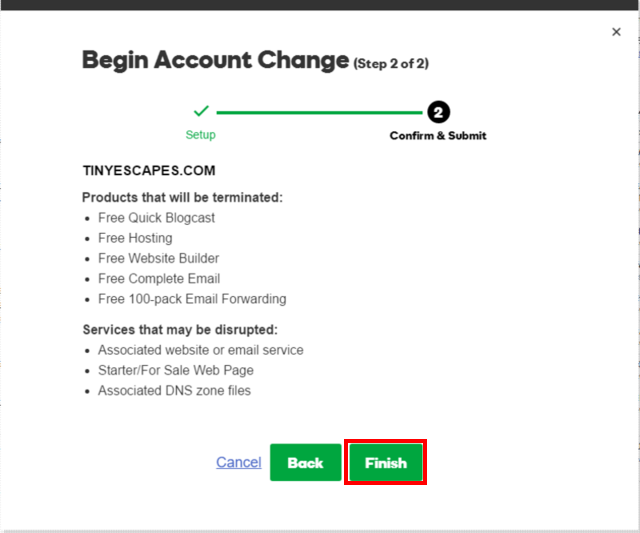 ×
Begin Account Change (Step 2 of 2)
2
Setup
Confirm & Submit
TINYESCAPES.COM
Products that will be terminated:
• Free Quick Blogcast
• Free Hosting
• Free Website Builder
• Free Complete Email
• Free 100-pack Email Forwarding
Services that may be disrupted:
• Associated website or email service
• Starter/For Sale Web Page
• Associated DNS zone files
Cancel Back Finish